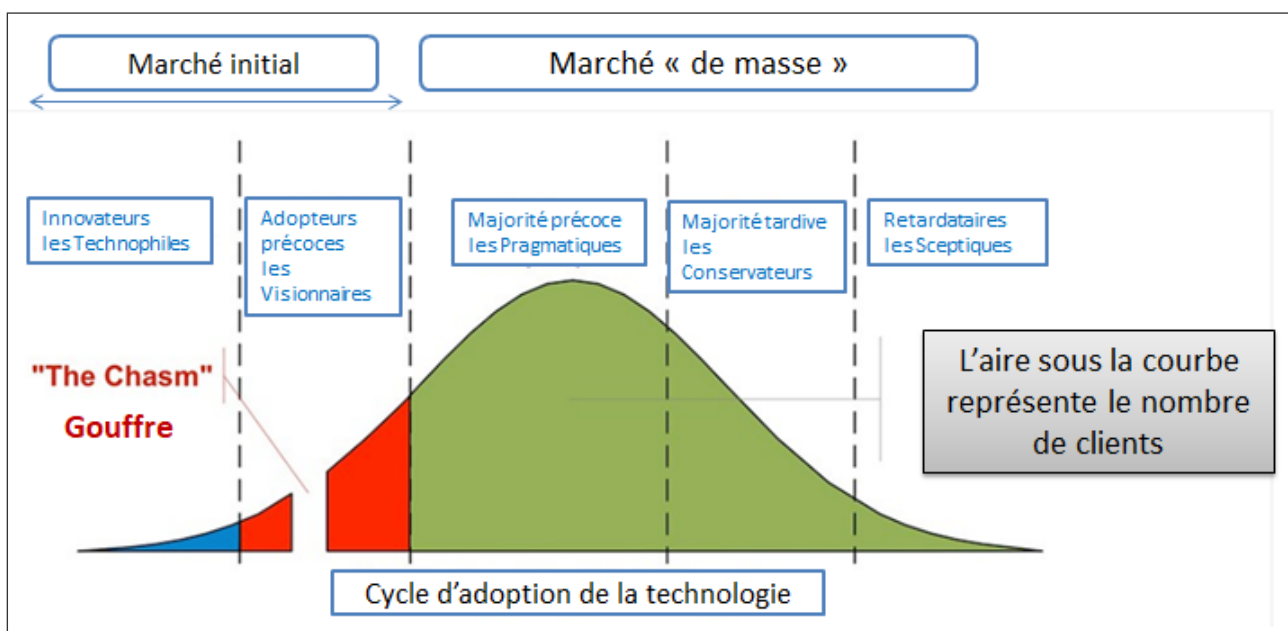 Marché initial
Marché « de masse »
Innovateurs
les Technophiles
Adopteurs
précoces
les
Visionnaires
Majorité précoce
les Pragmatiques
Majorité tardive
les
Conservateurs
Retardataires
les Sceptiques
"The Chasm"
Gouffre
L’aire sous la courbe
représente le nombre
de clients
Cycle d’adoption de la technologie